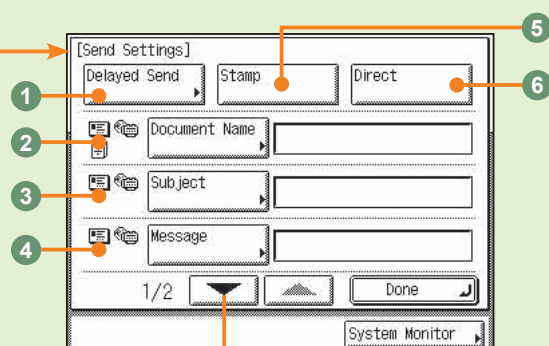 5
[Send Settings]
Delayed Send Stamp Direct
6
1
Document Name
2
Subject
3
Message
4
1/2 Done
System Monitor